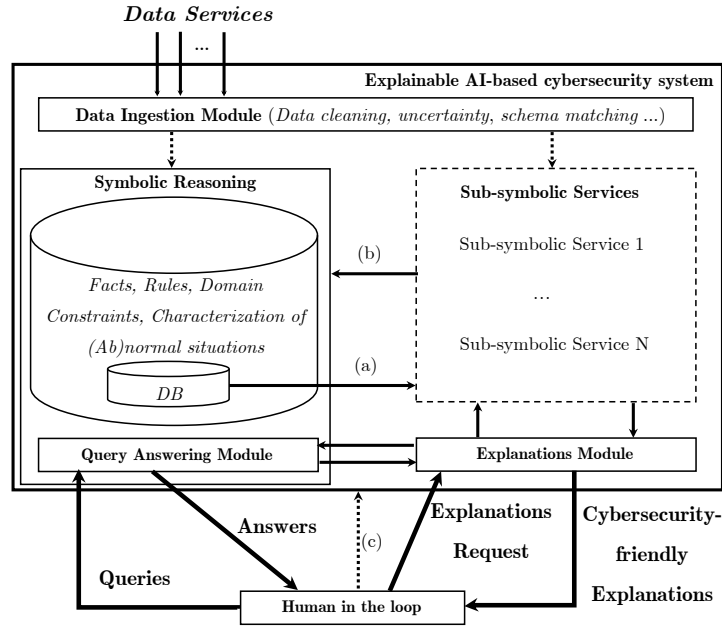 Data Services
...
Explainable AI-based cybersecurity system
Data Ingestion Module (Data cleaning, uncertainty, schema matching ...)
Symbolic Reasoning
Facts, Rules, Domain
Constraints, Characterization of
(Ab)normal situations
DB
(b)
(a)
Sub-symbolic Services
Sub-symbolic Service 1
...
Sub-symbolic Service N
Query Answering Module
Explanations Module
Answers
Queries
(c)
Explanations
Request
Cybersecurity-
friendly
Explanations
Human in the loop